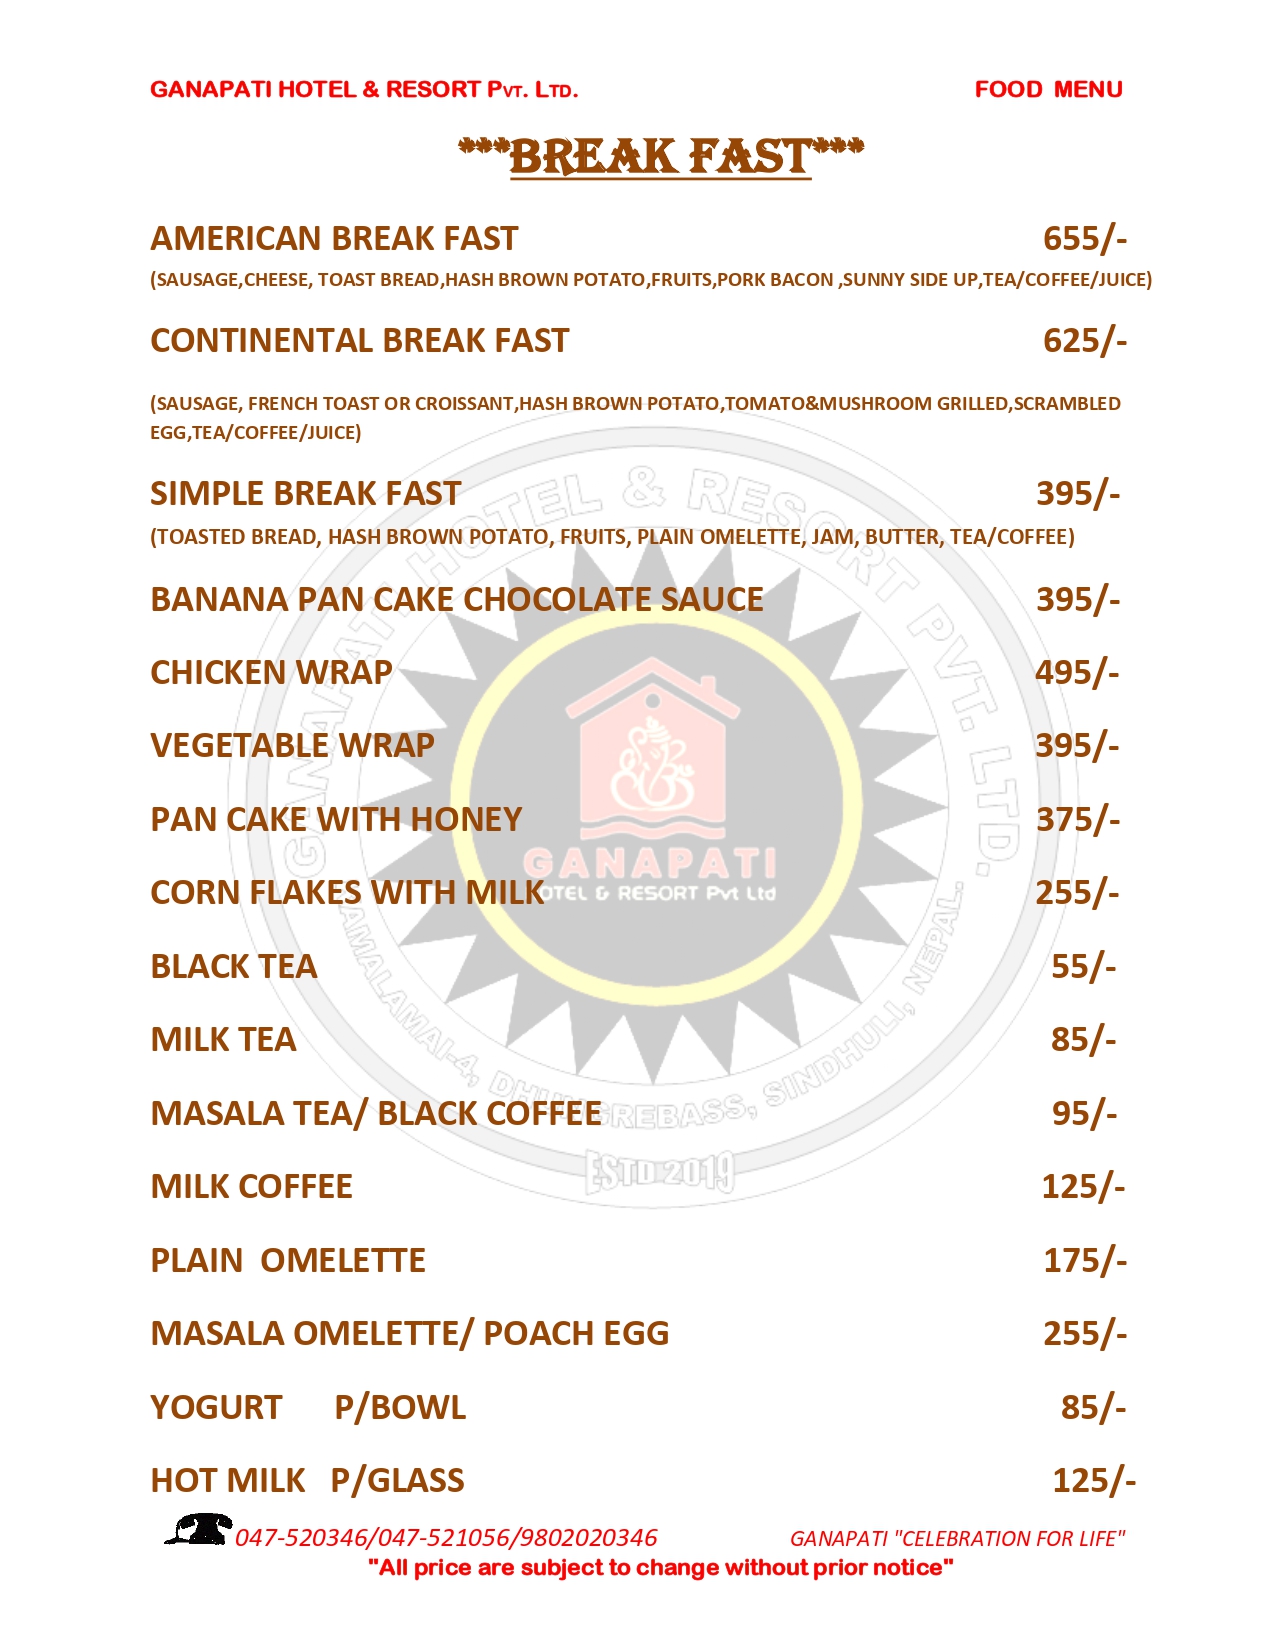 GANAPATI HOTEL & RESORT PVT. LTD. FOOD MENU
***BREAK FAST***
AMERICAN BREAK FAST 655/-
(SAUSAGE,CHEESE, TOAST BREAD,HASH BROWN POTATO,FRUITS,PORK BACON ,SUNNY SIDE UP,TEA/COFFEE/JUICE)
CONTINENTAL BREAK FAST 625/-
(SAUSAGE, FRENCH TOAST OR CROISSANT,HASH BROWN POTATO,TOMATO&MUSHROOM GRILLED,SCRAMBLED
EGG,TEA/COFFEE/JUICE)
SIMPLE BREAK FAST 395/-
(TOASTED BREAD, HASH BROWN POTATO, FRUITS, PLAIN OMELETTE, JAM, BUTTER, TEA/COFFEE)
BANANA PAN CAKE CHOCOLATE SAUCE 395/-
CHICKEN WRAP 495/-
VEGETABLE WRAP 395/-
PAN CAKE WITH HONEY 375/-
CORN FLAKES WITH MILK 255/-
BLACK TEA 55/-
MILK TEA 85/-
MASALA TEA/ BLACK COFFEE 95/-
MILK COFFEE 125/-
PLAIN OMELETTE 175/-
MASALA OMELETTE/ POACH EGG 255/-
YOGURT P/BOWL 85/-
HOT MILK P/GLASS 125/-
047-520346/047-521056/9802020346 GANAPATI "CELEBRATION FOR LIFE"
"All price are subject to change without prior notice"
GANAPATI HOTEL & RESORT PVT. LTD.
GANAPATI
HOTEL & RESORT Pvt Ltd
KAMALAMAI-4, DHUNGREBASS, SINDHULI, NEPAL.
ESTD 2019